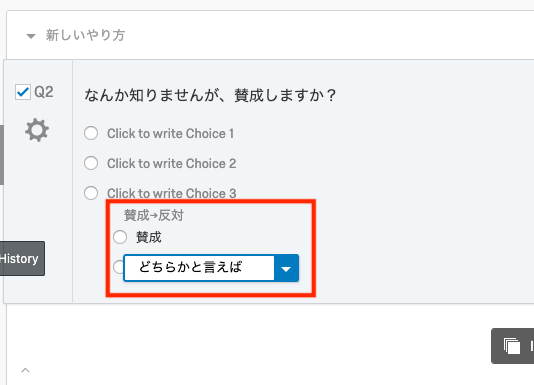 新しいやり方
Q2
なんか知りませんが、賛成しますか？
Click to write Choice 1
Click to write Choice 2
Click to write Choice 3
賛成→反対
賛成
どちらかと言えば
History